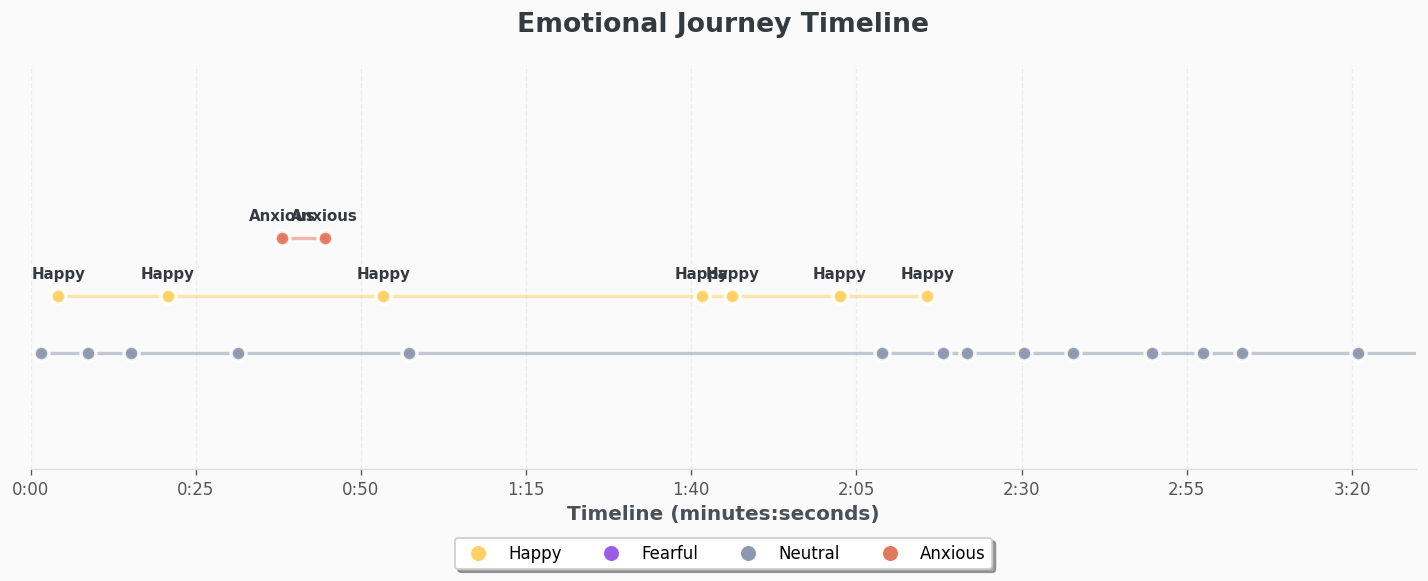 Emotional Journey Timeline
Anxious Anxious
Happy Happy Happy Happy Happy Happy Happy
0:00 0:25 0:50 1:15 1:40 2:05 2:30 2:55 3:20
Timeline (minutes:seconds)
Happy Fearful Neutral Anxious